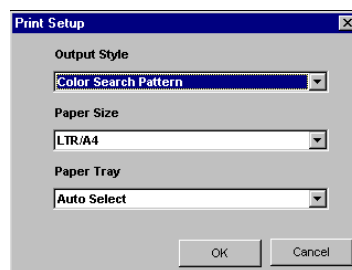 Print Setup
Output Style
Color Search Pattern
Paper Size
LTR/A4
Paper Tray
Auto Select
OK Cancel